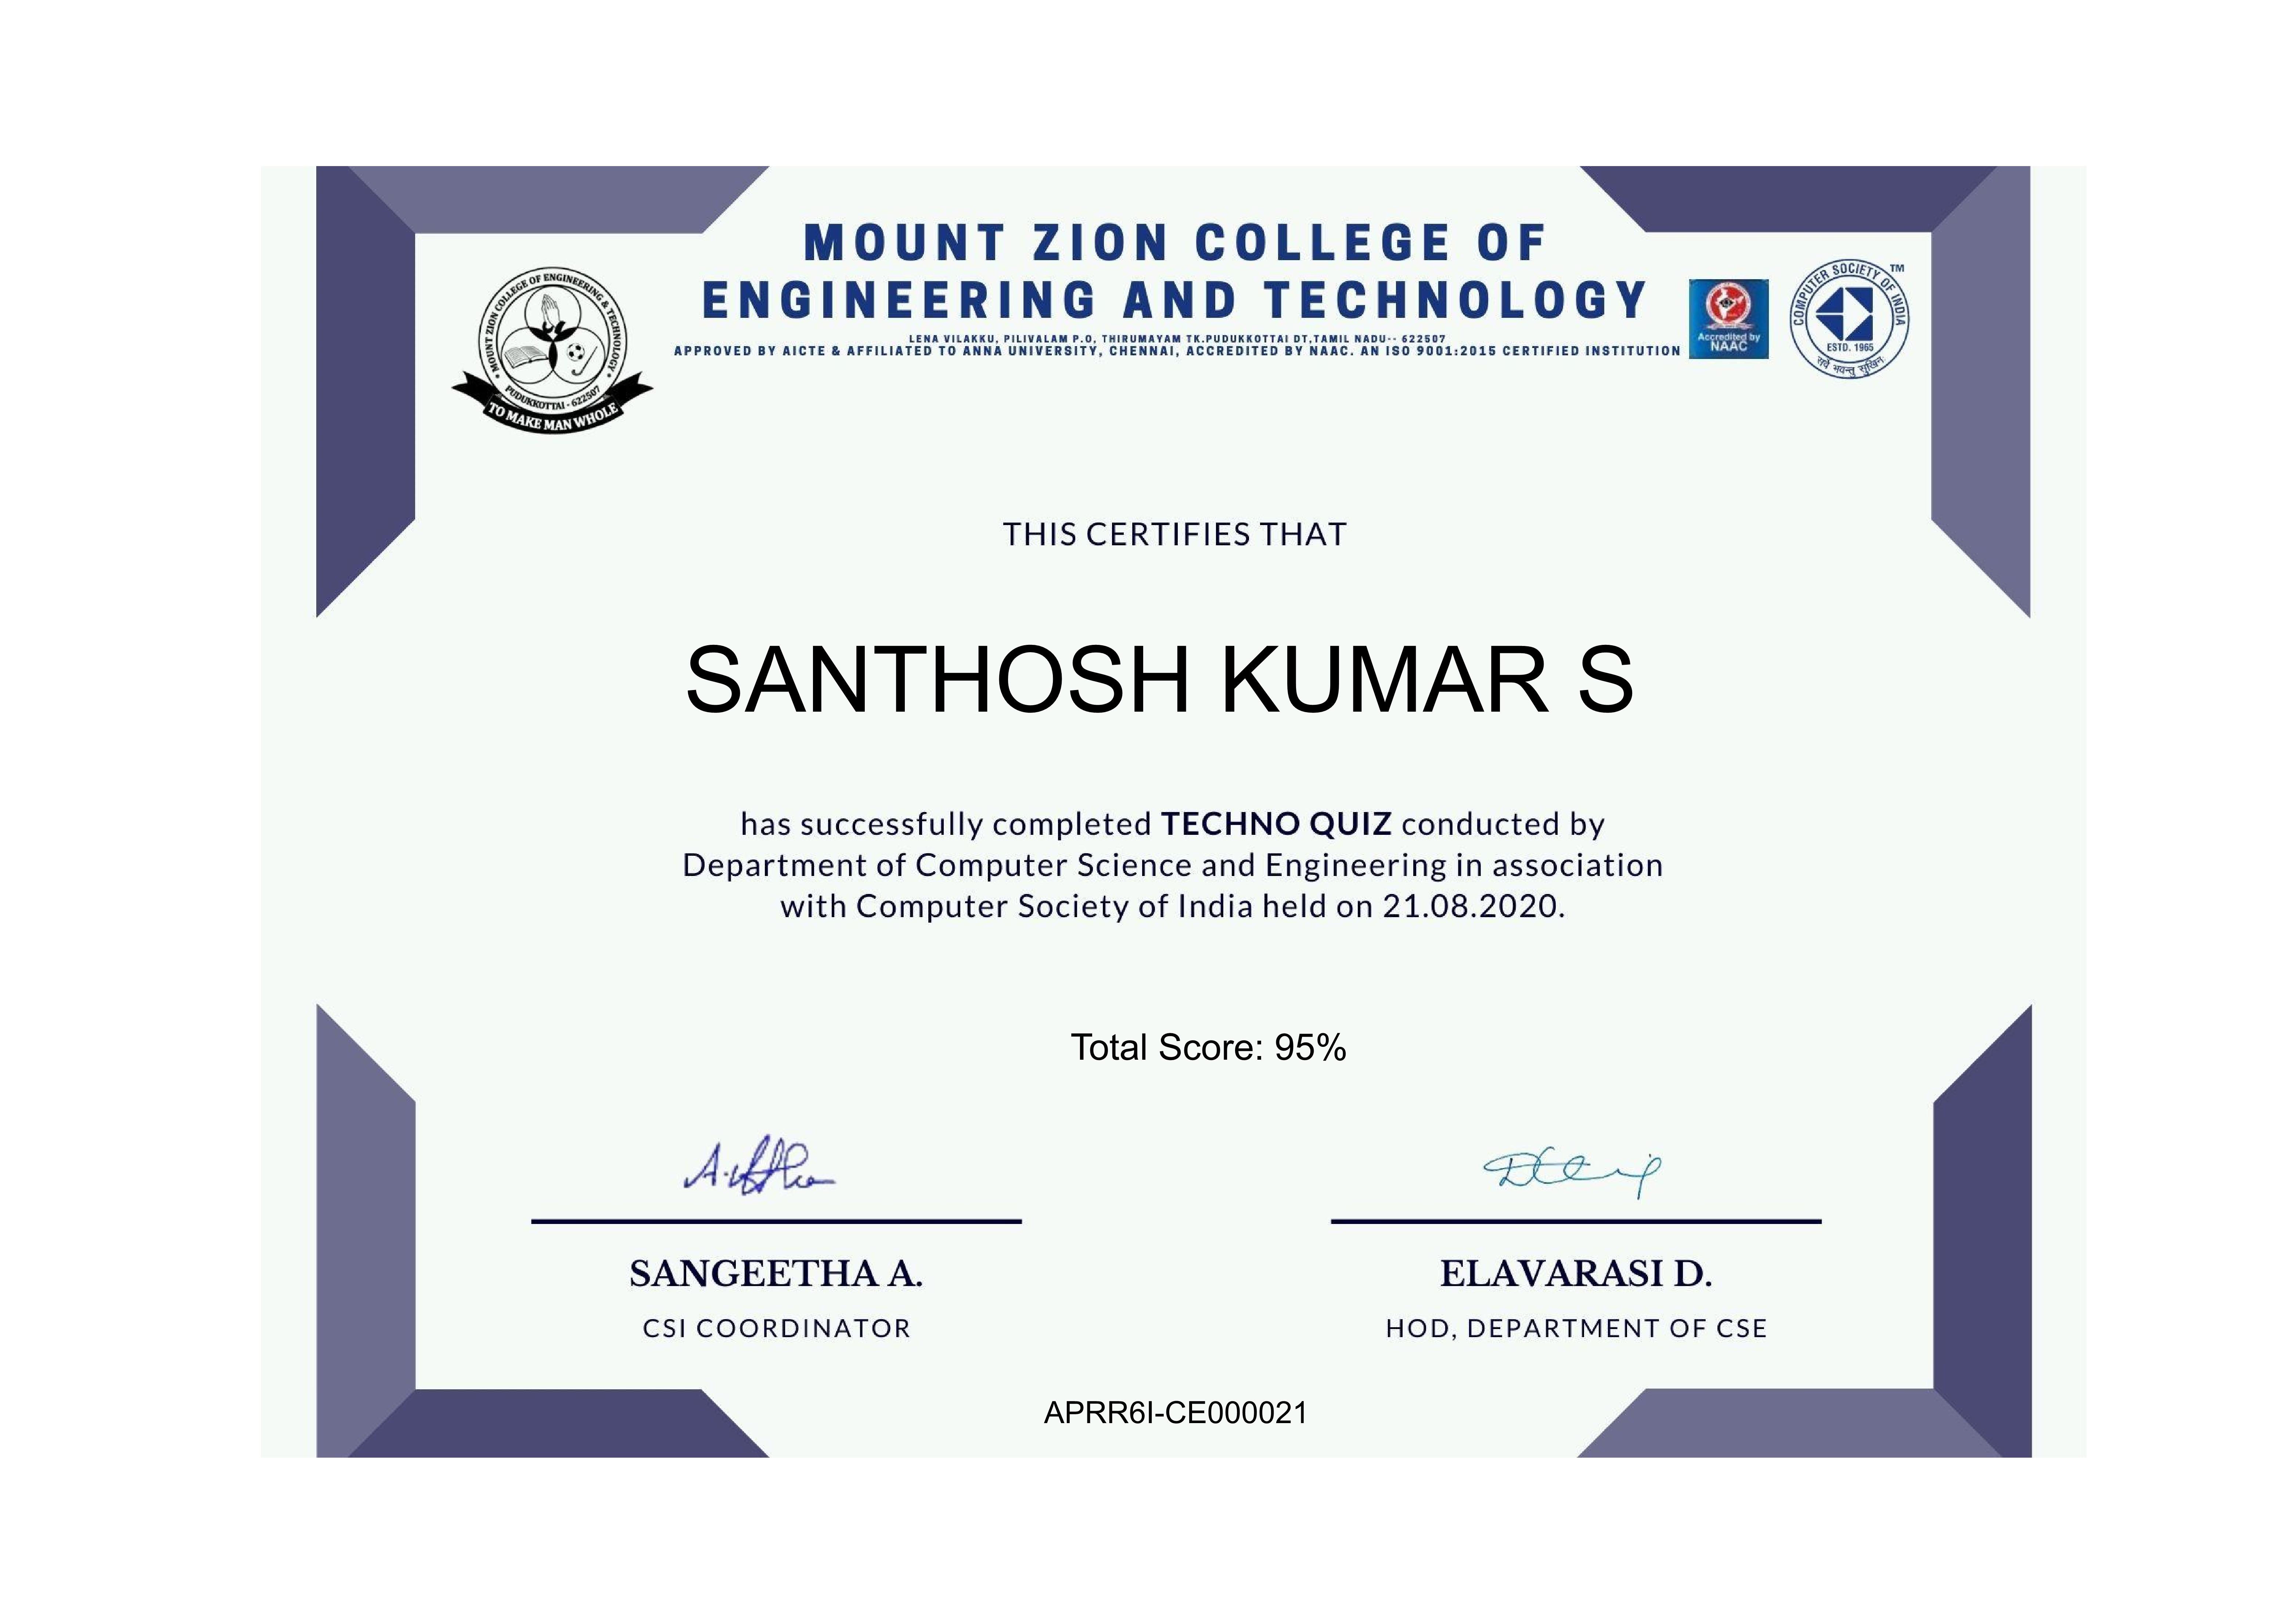 MOUNT ZION COLLEGE OF
ENGINEERING AND TECHNOLOGY
LENA VILAKKU, PILIVALAM P.O, THIRUMAYAM TK.PUDUKKOTTAI DT,TAMIL NADU-- 622507
APPROVED BY AICTE & AFFILIATED TO ANNA UNIVERSITY, CHENNAI, ACCREDITED BY NAAC. AN ISO 9001:2015 CERTIFIED INSTITUTION
• MOUNT ZION COLLEGE OF ENGINEERING & TECHNOLOGY •
PUDUKKOTTAI - 622507
TO MAKE MAN WHOLE
Accredited by
NAAC
COMPUTER SOCIETY OF INDIA
TM
ESTD. 1965
सर्वे भवन्तु सुखिनः
THIS CERTIFIES THAT
SANTHOSH KUMAR S
has successfully completed TECHNO QUIZ conducted by
Department of Computer Science and Engineering in association
with Computer Society of India held on 21.08.2020.
Total Score: 95%
SANGEETHA A.
CSI COORDINATOR
ELAVARASI D.
HOD, DEPARTMENT OF CSE
APRR6I-CE000021